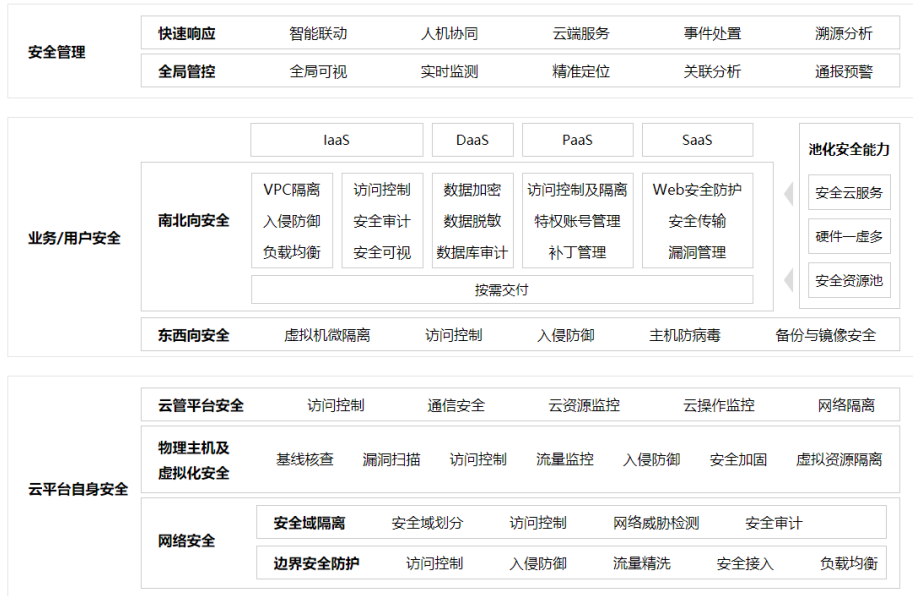 安全管理
快速响应 智能联动 人机协同 云端服务 事件处置 溯源分析
全局管控 全局可视 实时监测 精准定位 关联分析 通报预警
业务/用户安全
IaaS DaaS PaaS SaaS
南北向安全
VPC隔离 访问控制 数据加密 访问控制及隔离 Web安全防护
入侵防御 安全审计 数据脱敏 特权账号管理 安全传输
负载均衡 安全可视 数据库审计 补丁管理 漏洞管理
按需交付
池化安全能力
安全云服务
硬件一虚多
安全资源池
东西向安全 虚拟机微隔离 访问控制 入侵防御 主机防病毒 备份与镜像安全
云平台自身安全
云管平台安全 访问控制 通信安全 云资源监控 云操作监控 网络隔离
物理主机及
虚拟化安全
基线核查 漏洞扫描 访问控制 流量监控 入侵防御 安全加固 虚拟资源隔离
网络安全
安全域隔离 安全域划分 访问控制 网络威胁检测 安全审计
边界安全防护 访问控制 入侵防御 流量精洗 安全接入 负载均衡